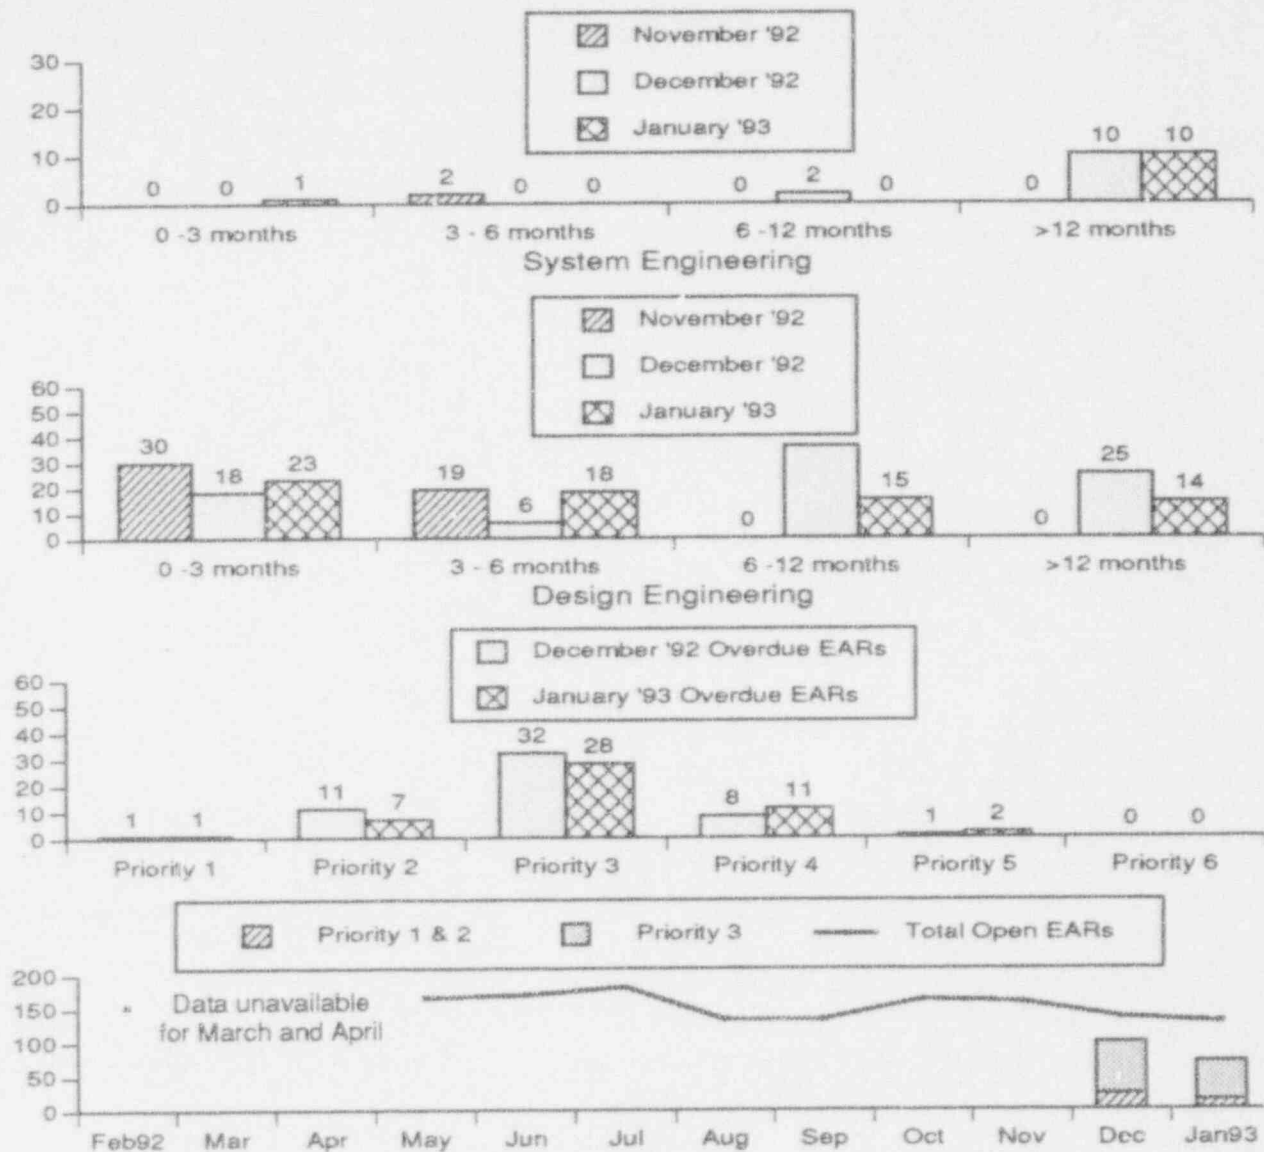 November '92
December '92
January '93
30
20
10
0
0 0 1 2 0 0 0 2 0 0 10 10
0 -3 months 3 - 6 months 6 -12 months >12 months
System Engineering
November '92
December '92
January '93
60
50
40
30
20
10
0
30 18 23 19 6 18 0 15 0 25 14
0 -3 months 3 - 6 months 6 -12 months >12 months
Design Engineering
December '92 Overdue EARs
January '93 Overdue EARs
60
50
40
30
20
10
0
1 1 11 7 32 28 8 11 1 2 0 0
Priority 1 Priority 2 Priority 3 Priority 4 Priority 5 Priority 6
Priority 1 & 2 Priority 3 Total Open EARs
200
150
100
50
0
Data unavailable
for March and April
Feb92 Mar Apr May Jun Jul Aug Sep Oct Nov Dec Jan93